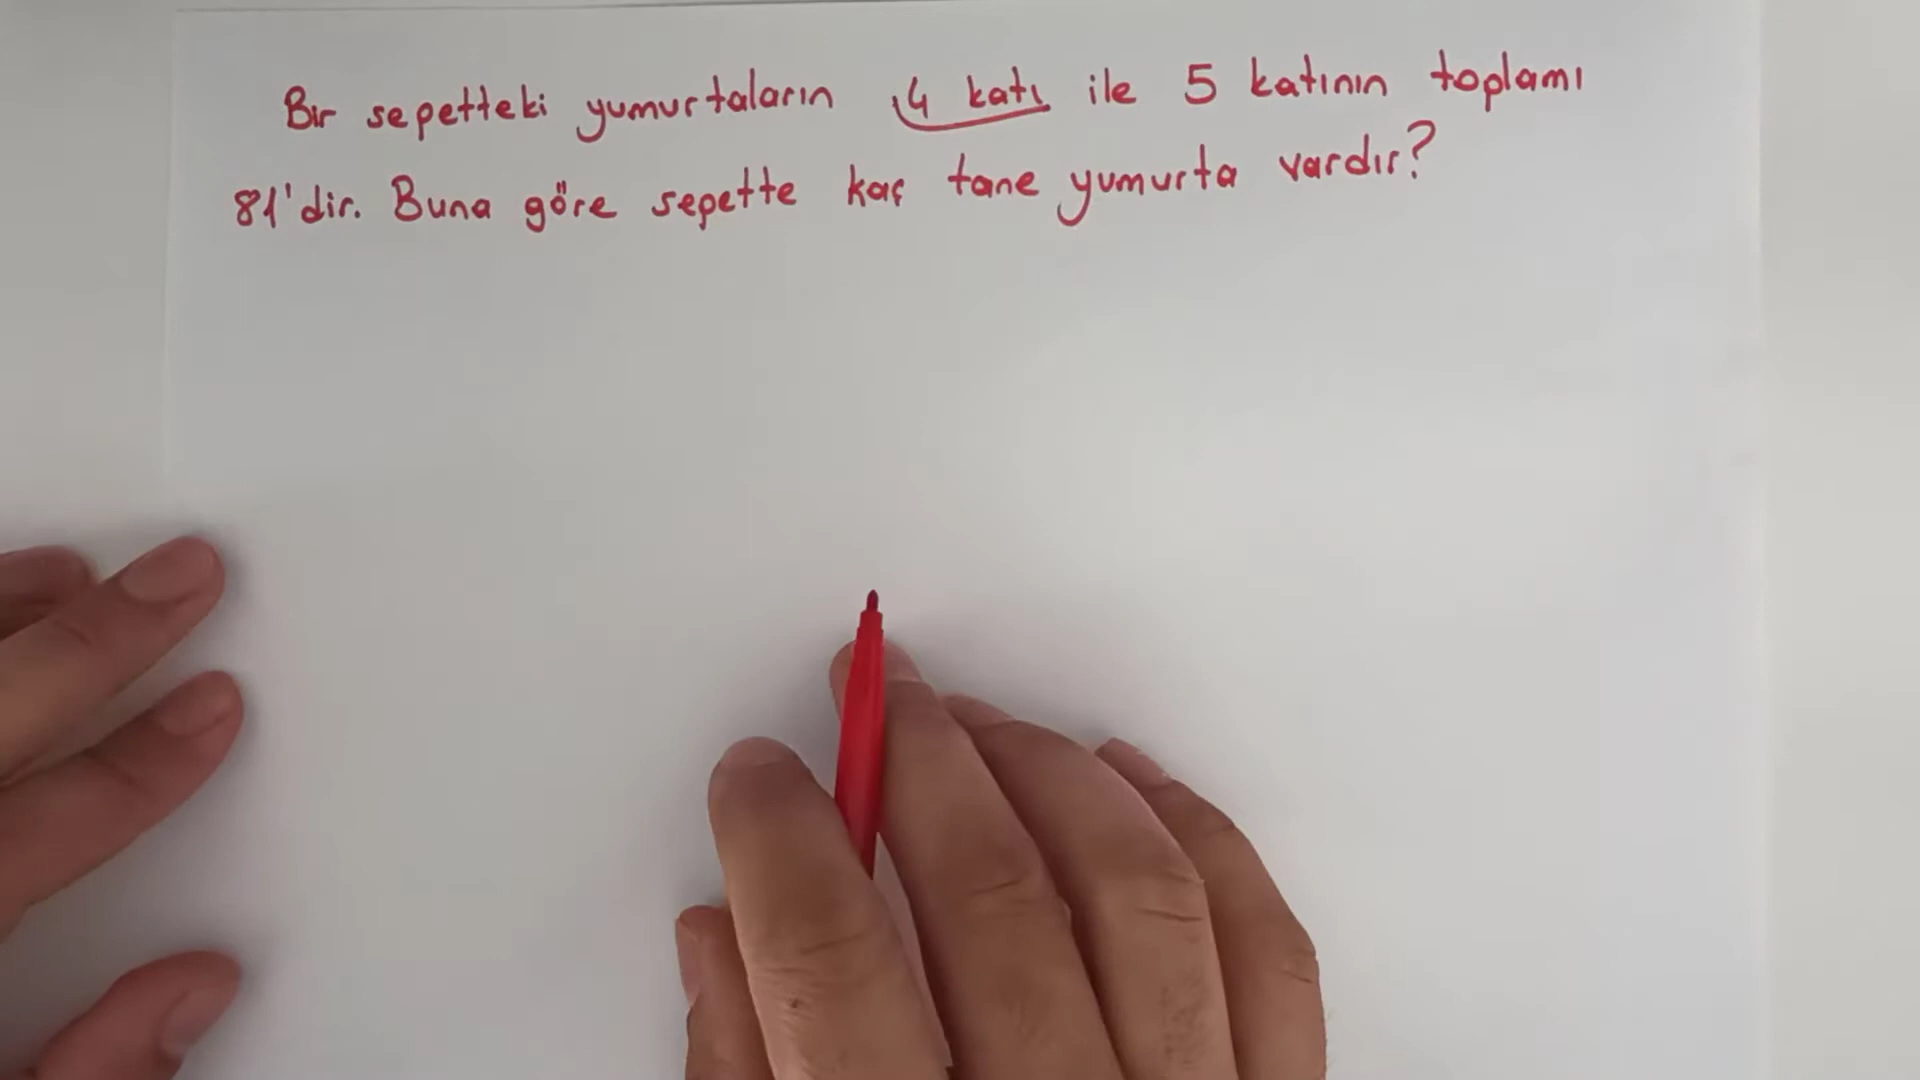 Bir sepetteki yumurtaların 4 katı ile 5 katının toplamı
81'dir. Buna göre sepette kaç tane yumurta vardır?